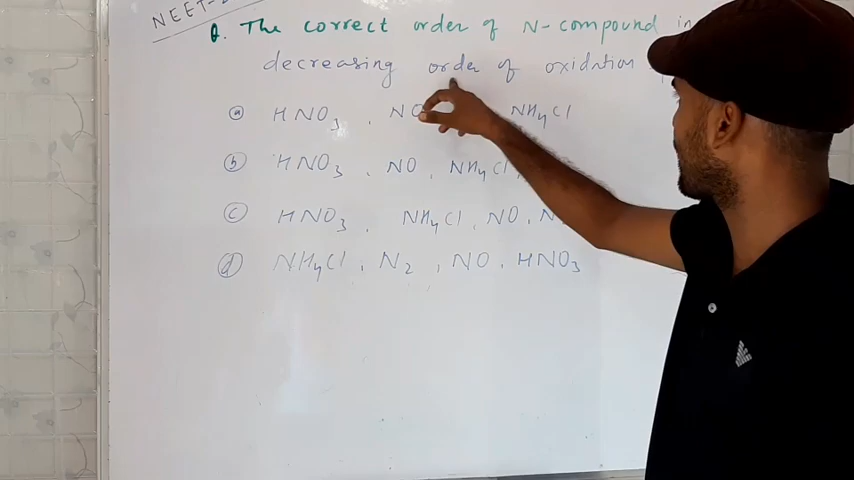 NEET-
Q. The correct order of N-compound in
decreasing order of oxidation
(a) HNO3 , NO NH4Cl
(b) HNO3 , NO , NH4Cl ,
(c) HNO3 , NH4Cl , NO ,
(d) NH4Cl , N2 , NO , HNO3